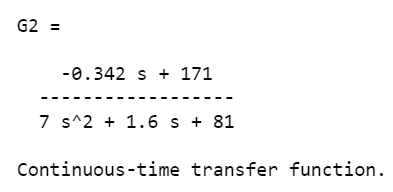 G2 =
-0.342 s + 171
------------------
7 s^2 + 1.6 s + 81
Continuous-time transfer function.